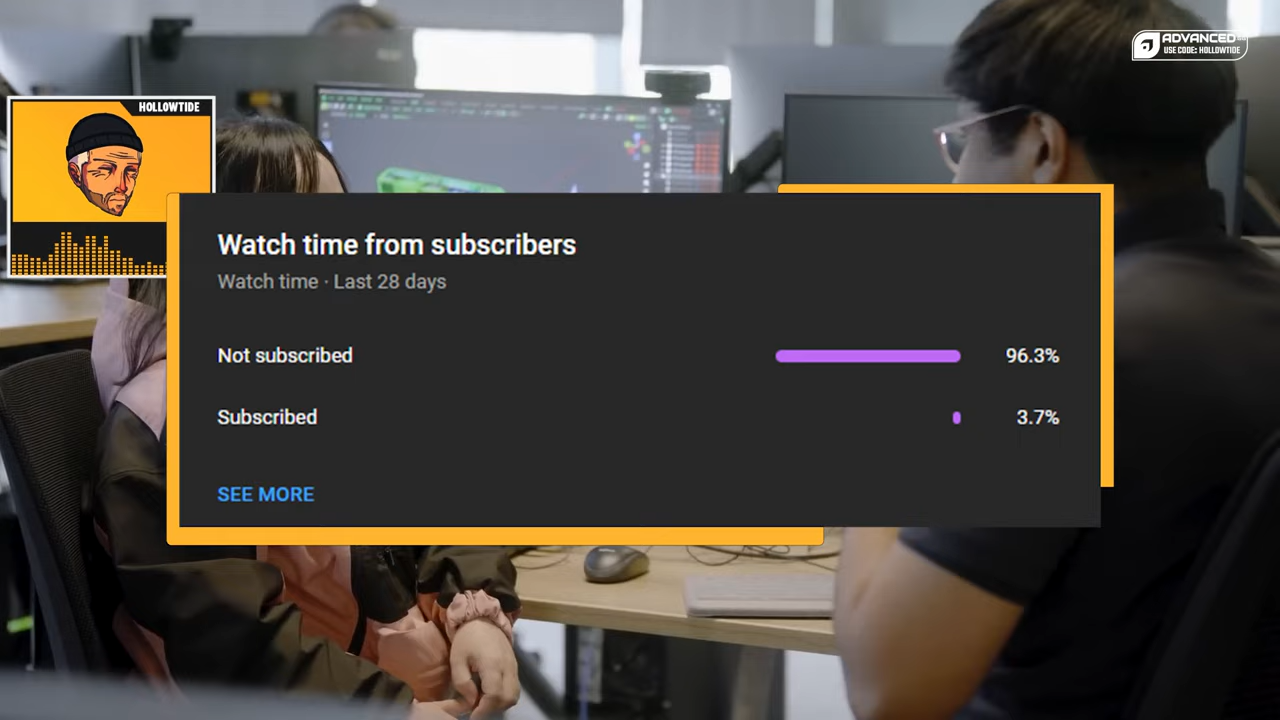 ADVANCED
USE CODE: HOLLOWTIDE
HOLLOWTIDE
Watch time from subscribers
Watch time · Last 28 days
Not subscribed 96.3%
Subscribed 3.7%
SEE MORE